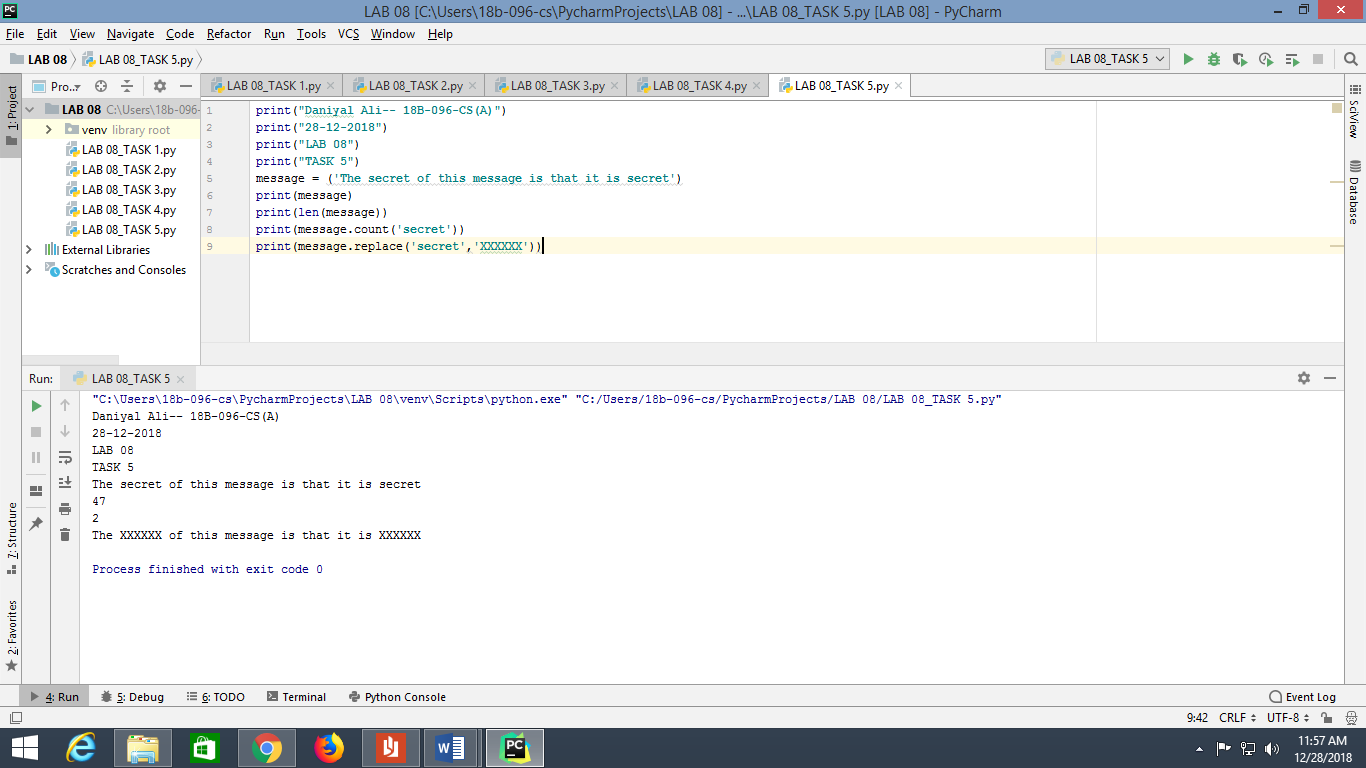 LAB 08 [C:\Users\18b-096-cs\PycharmProjects\LAB 08] - ...\LAB 08_TASK 5.py [LAB 08] - PyCharm
File Edit View Navigate Code Refactor Run Tools VCS Window Help
LAB 08 LAB 08_TASK 5.py LAB 08_TASK 5
1: Project
Pro..
LAB 08_TASK 1.py LAB 08_TASK 2.py LAB 08_TASK 3.py LAB 08_TASK 4.py LAB 08_TASK 5.py
LAB 08 C:\Users\18b-096-
venv library root
LAB 08_TASK 1.py
LAB 08_TASK 2.py
LAB 08_TASK 3.py
LAB 08_TASK 4.py
LAB 08_TASK 5.py
External Libraries
Scratches and Consoles
1 print("Daniyal Ali-- 18B-096-CS(A)")
2 print("28-12-2018")
3 print("LAB 08")
4 print("TASK 5")
5 message = ('The secret of this message is that it is secret')
6 print(message)
7 print(len(message))
8 print(message.count('secret'))
9 print(message.replace('secret','XXXXXX'))
SciView
Database
Run: LAB 08_TASK 5
"C:\Users\18b-096-cs\PycharmProjects\LAB 08\venv\Scripts\python.exe" "C:/Users/18b-096-cs/PycharmProjects/LAB 08/LAB 08_TASK 5.py"
Daniyal Ali-- 18B-096-CS(A)
28-12-2018
LAB 08
TASK 5
The secret of this message is that it is secret
47
2
The XXXXXX of this message is that it is XXXXXX
Process finished with exit code 0
7: Structure
2: Favorites
4: Run 5: Debug 6: TODO Terminal Python Console Event Log
9:42 CRLF UTF-8
11:57 AM
12/28/2018